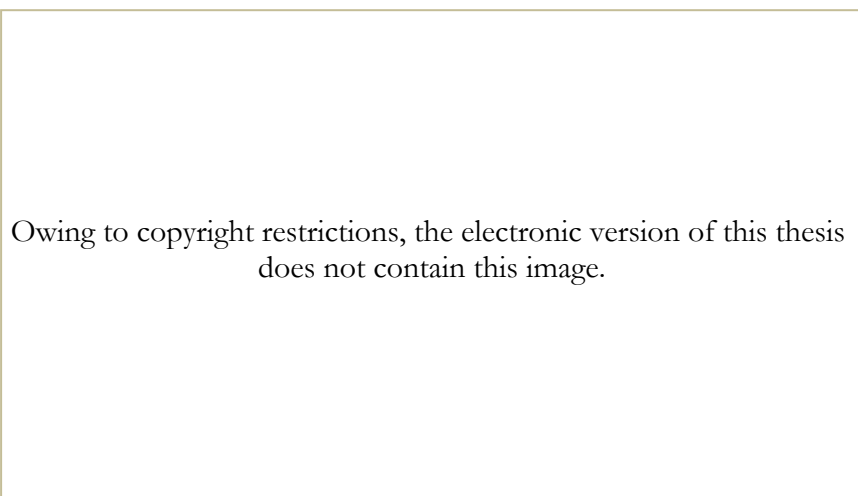 Owing to copyright restrictions, the electronic version of this thesis
does not contain this image.